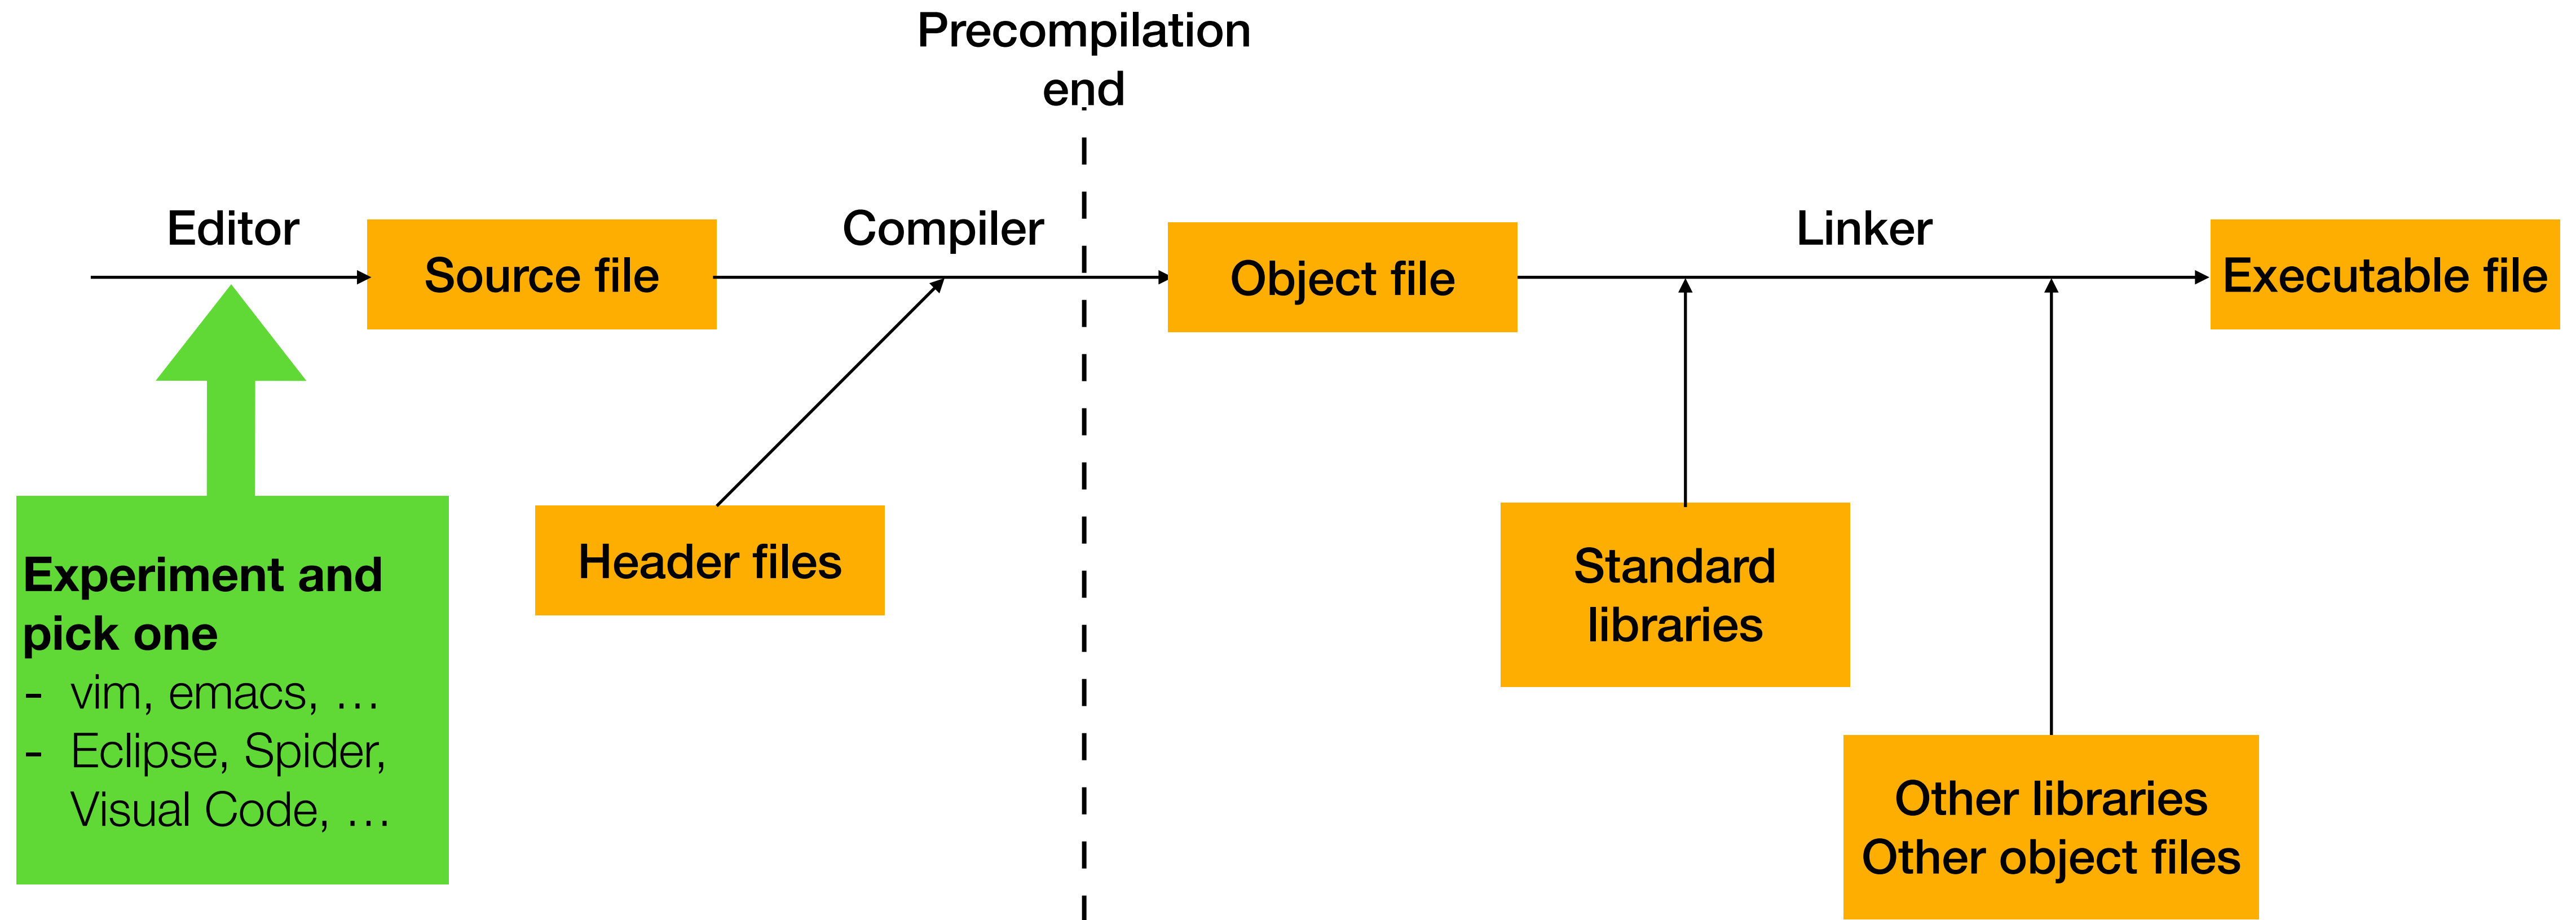 Precompilation
end
Editor
Source file
Compiler
Object file
Linker
Executable file
Header files
Experiment and
pick one
- vim, emacs, …
- Eclipse, Spider,
Visual Code, …
Standard
libraries
Other libraries
Other object files